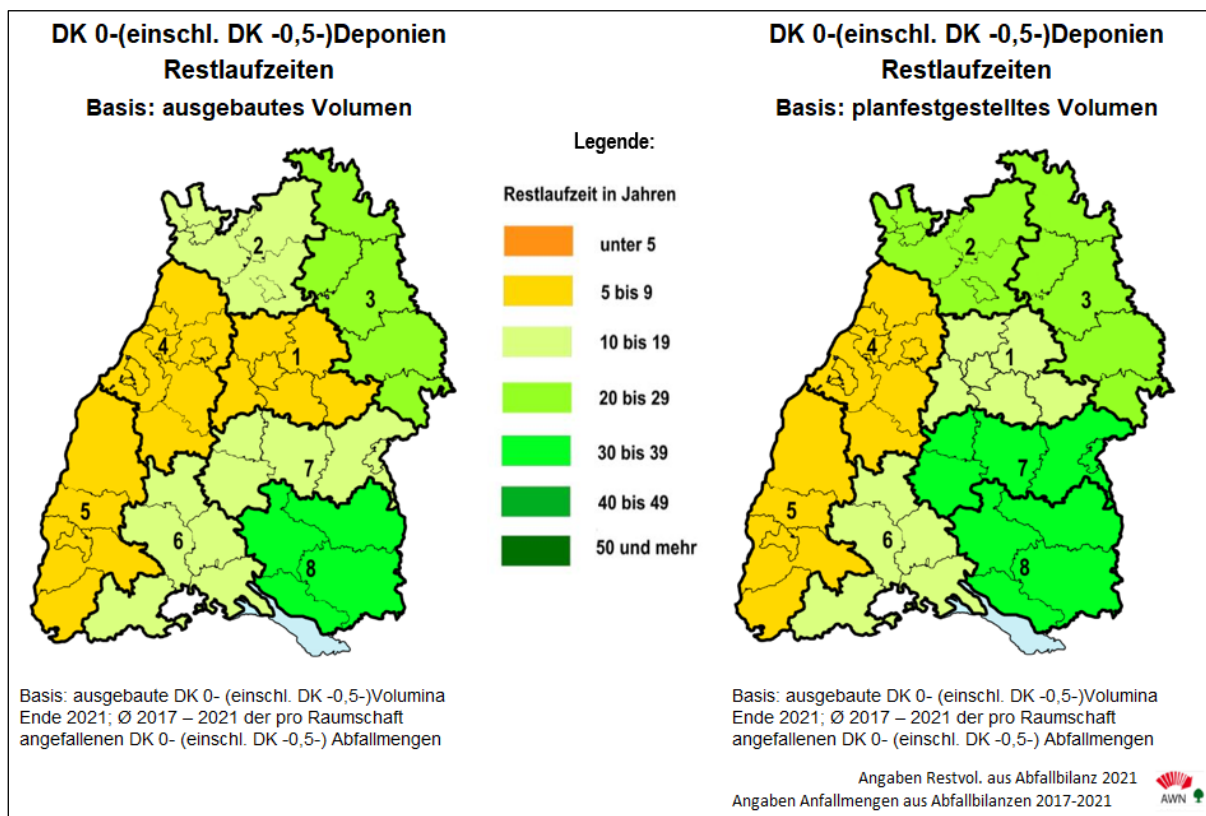 DK 0-(einschl. DK -0,5-)Deponien
Restlaufzeiten
Basis: ausgebautes Volumen
2
3
4
1
7
5
6
8
Basis: ausgebaute DK 0- (einschl. DK -0,5-)Volumina
Ende 2021; Ø 2017 – 2021 der pro Raumschaft
angefallenen DK 0- (einschl. DK -0,5-) Abfallmengen
Legende:
Restlaufzeit in Jahren
unter 5
5 bis 9
10 bis 19
20 bis 29
30 bis 39
40 bis 49
50 und mehr
DK 0-(einschl. DK -0,5-)Deponien
Restlaufzeiten
Basis: planfestgestelltes Volumen
2
3
4
1
7
5
6
8
Basis: ausgebaute DK 0- (einschl. DK -0,5-)Volumina
Ende 2021; Ø 2017 – 2021 der pro Raumschaft
angefallenen DK 0- (einschl. DK -0,5-) Abfallmengen
Angaben Restvol. aus Abfallbilanz 2021
Angaben Anfallmengen aus Abfallbilanzen 2017-2021
AWN